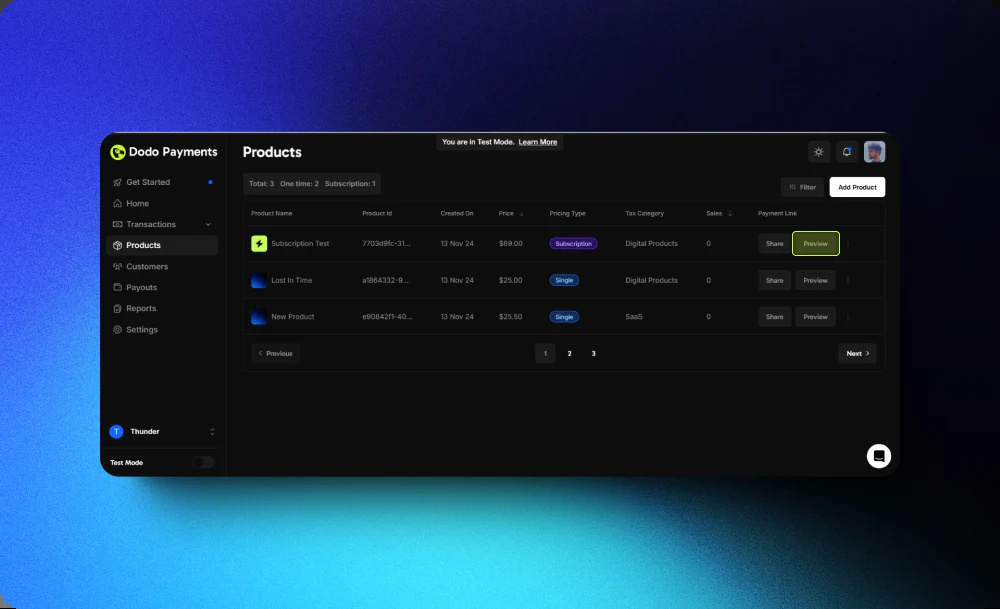 You are in Test Mode. Learn More
Dodo Payments
Products
Get Started
Home
Transactions
Products
Customers
Payouts
Reports
Settings
Thunder
T
Test Mode
Total: 3 One time: 2 Subscription: 1
Filter
Add Product
Product Name Product Id Created On Price Pricing Type Tax Category Sales Payment Link
Subscription Test 7703d9fc-31... 13 Nov 24 $69.00 Subscription Digital Products 0 Share Preview
Lost In Time a1864332-9... 13 Nov 24 $25.00 Single Digital Products 0 Share Preview
New Product e90842f1-40... 13 Nov 24 $25.50 Single SaaS 0 Share Preview
Previous 1 2 3 Next